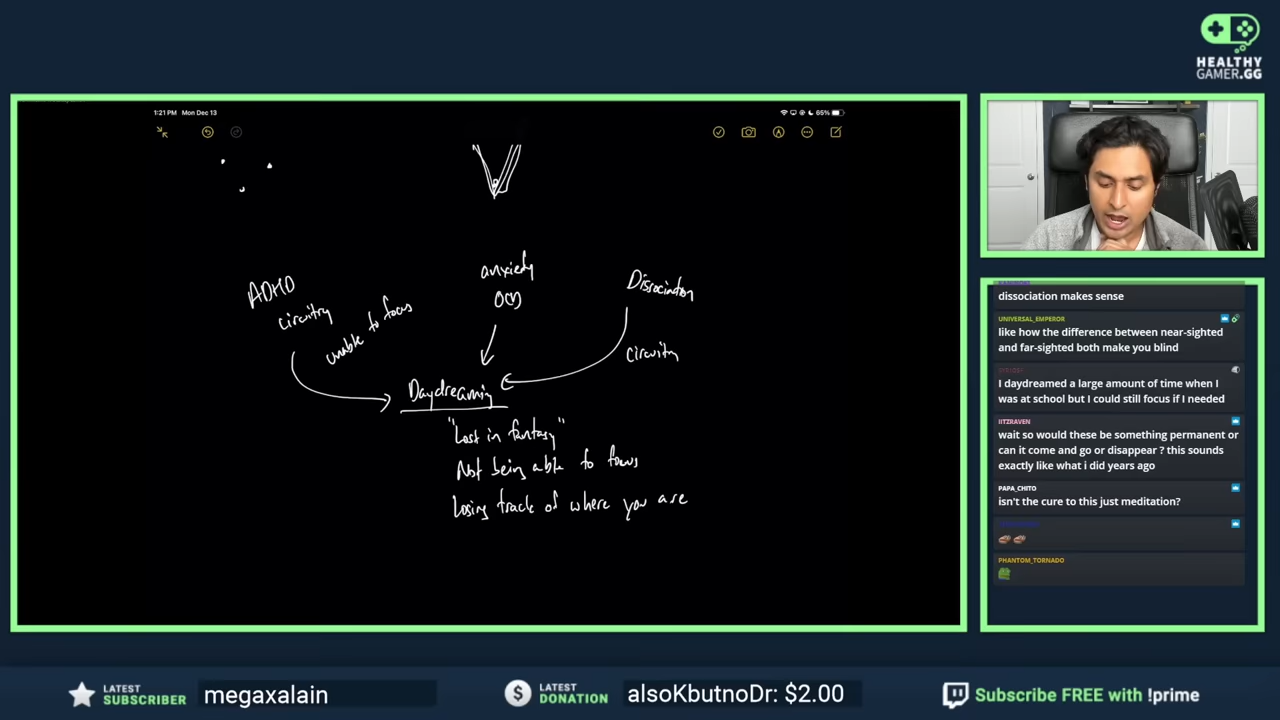 HEALTHY
GAMER.GG
1:21 PM Mon Dec 13
65%
ADHD
circuitry
unable to focus
anxiety
OCD
Dissociation
circuitry
Daydreaming
"Lost in fantasy"
Not being able to focus
Losing track of where you are
dissociation makes sense
UNIVERSAL_EMPEROR
like how the difference between near-sighted
and far-sighted both make you blind
I daydreamed a large amount of time when I
was at school but I could still focus if I needed
IITZRAVEN
wait so would these be something permanent or
can it come and go or disappear ? this sounds
exactly like what i did years ago
PAPA_CHITO
isn't the cure to this just meditation?
PHANTOM_TORNADO
LATEST
SUBSCRIBER
megaxalain
LATEST
DONATION
alsoKbutnoDr: $2.00
Subscribe FREE with !prime